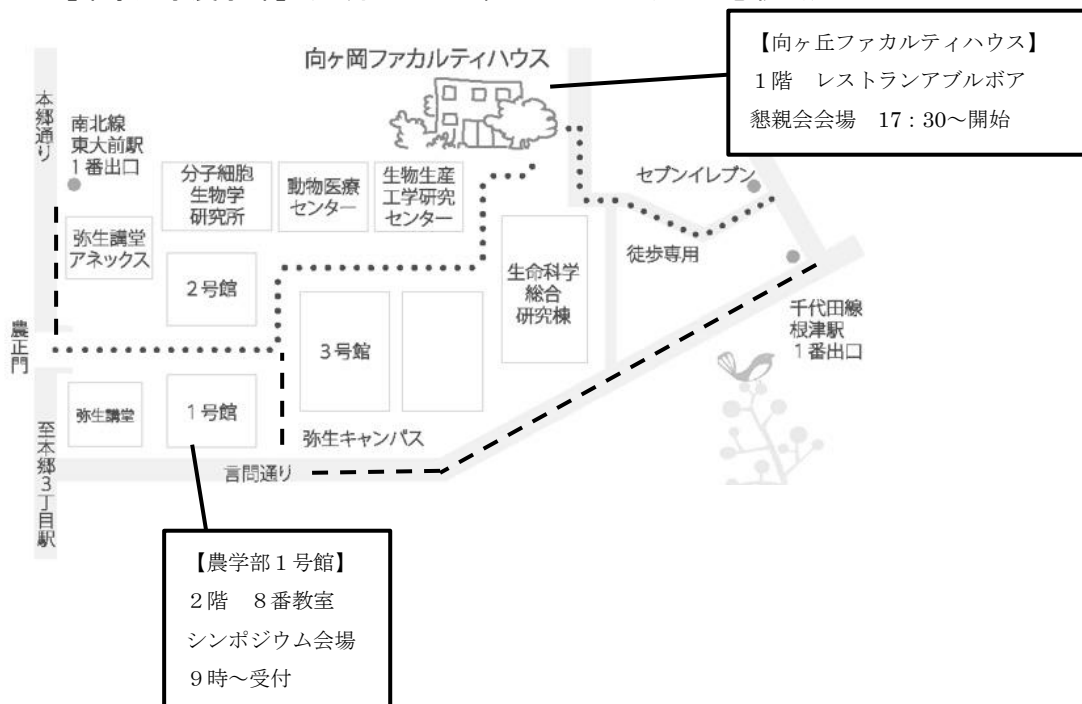 【向ヶ丘ファカルティハウス】
1階　レストランアブルボア
懇親会会場　17：30～開始
向ヶ岡ファカルティハウス
本郷通り
南北線
東大前駅
1番出口
分子細胞
生物学
研究所
動物医療
センター
生物生産
工学研究
センター
セブンイレブン
弥生講堂
アネックス
徒歩専用
2号館
生命科学
総合
研究棟
千代田線
根津駅
1番出口
農正門
3号館
弥生講堂
1号館
弥生キャンパス
至本郷3丁目駅
言問通り
【農学部1号館】
2階　8番教室
シンポジウム会場
9時～受付